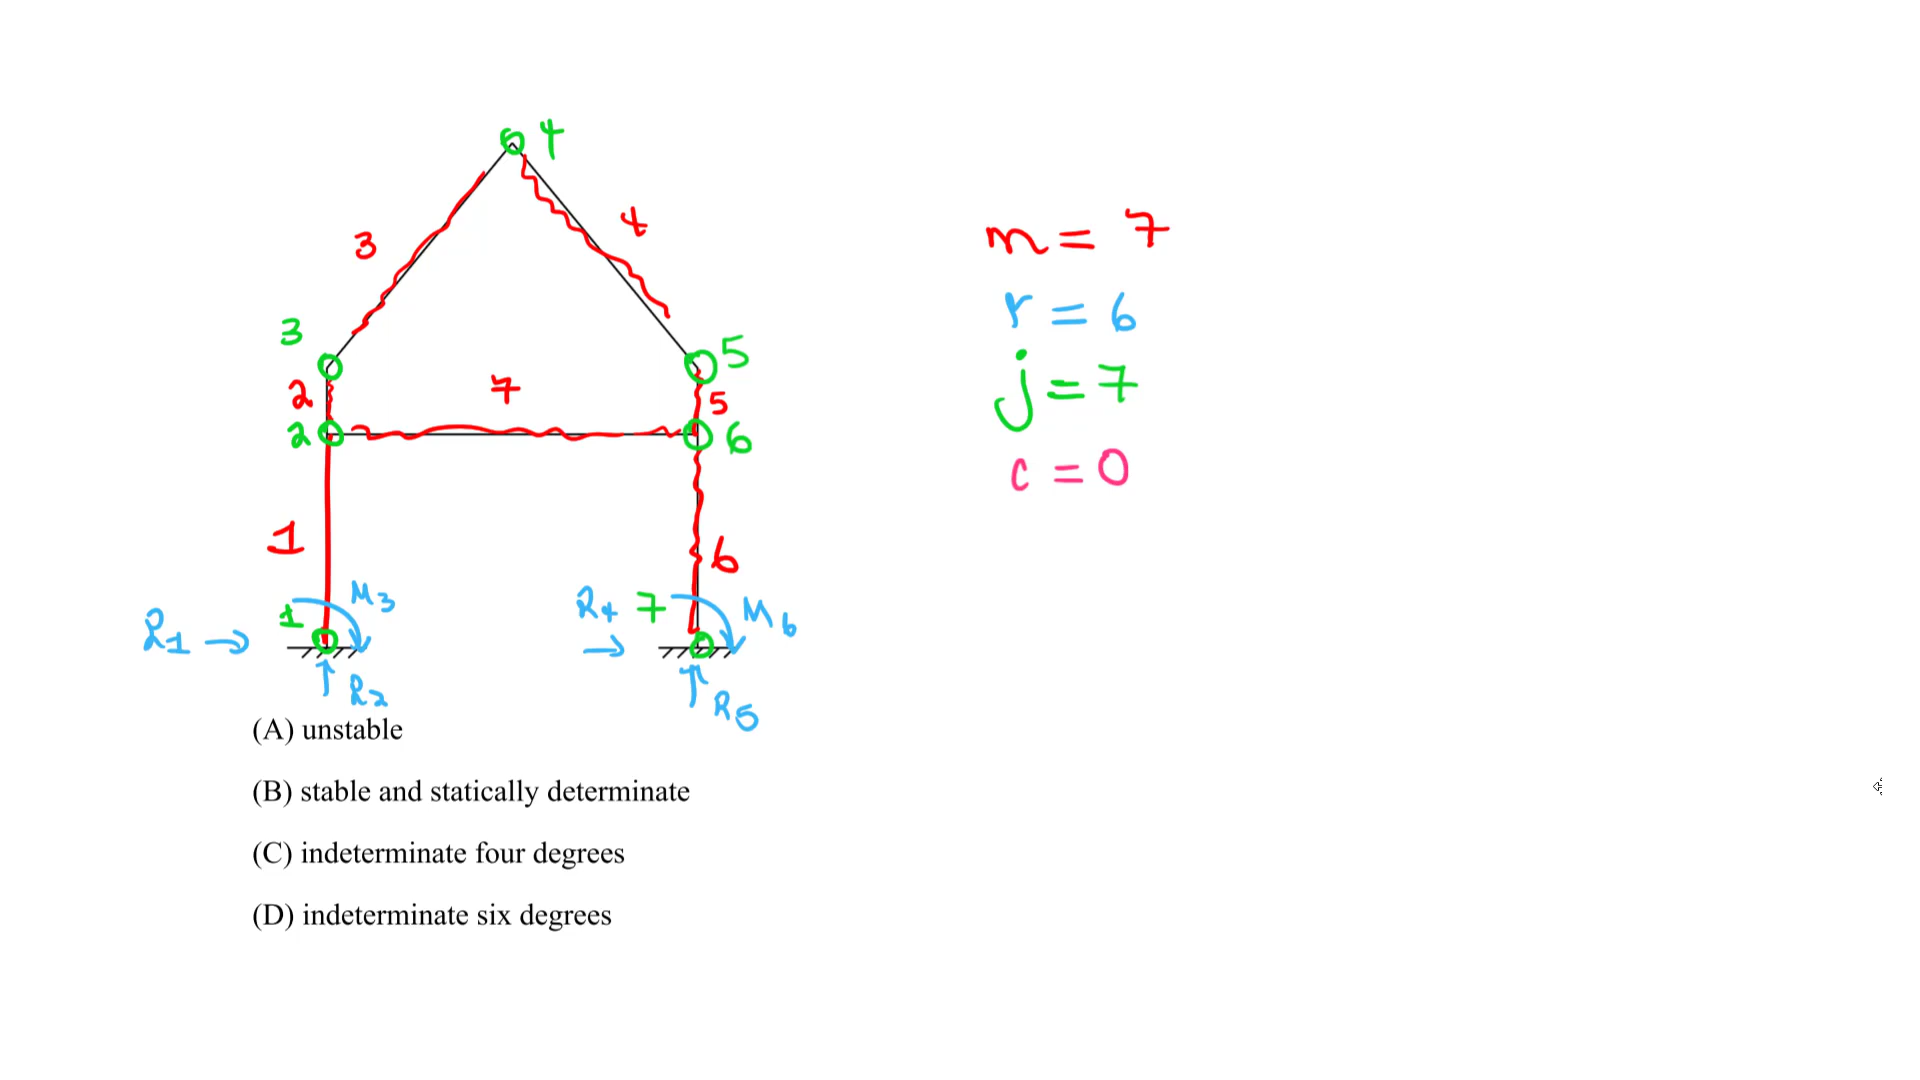 4
3
4
m = 7
3
5
r = 6
2
7
5
j = 7
2
6
c = 0
1
6
R1 →
1
M3
R4
7
M6
→
↑ R2
↑ R5
(A) unstable
(B) stable and statically determinate
(C) indeterminate four degrees
(D) indeterminate six degrees